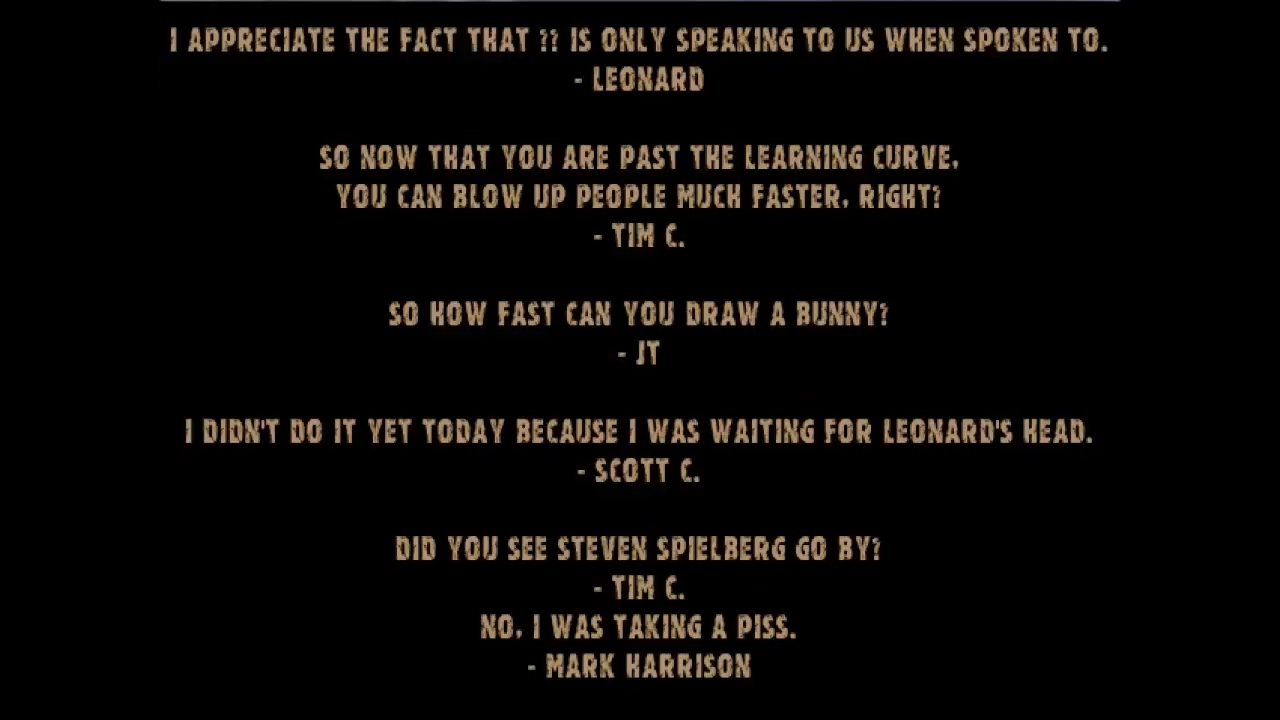 I APPRECIATE THE FACT THAT ?? IS ONLY SPEAKING TO US WHEN SPOKEN TO.
- LEONARD
SO NOW THAT YOU ARE PAST THE LEARNING CURVE,
YOU CAN BLOW UP PEOPLE MUCH FASTER, RIGHT?
- TIM C.
SO HOW FAST CAN YOU DRAW A BUNNY?
- JT
I DIDN'T DO IT YET TODAY BECAUSE I WAS WAITING FOR LEONARD'S HEAD.
- SCOTT C.
DID YOU SEE STEVEN SPIELBERG GO BY?
- TIM C.
NO, I WAS TAKING A PISS.
- MARK HARRISON